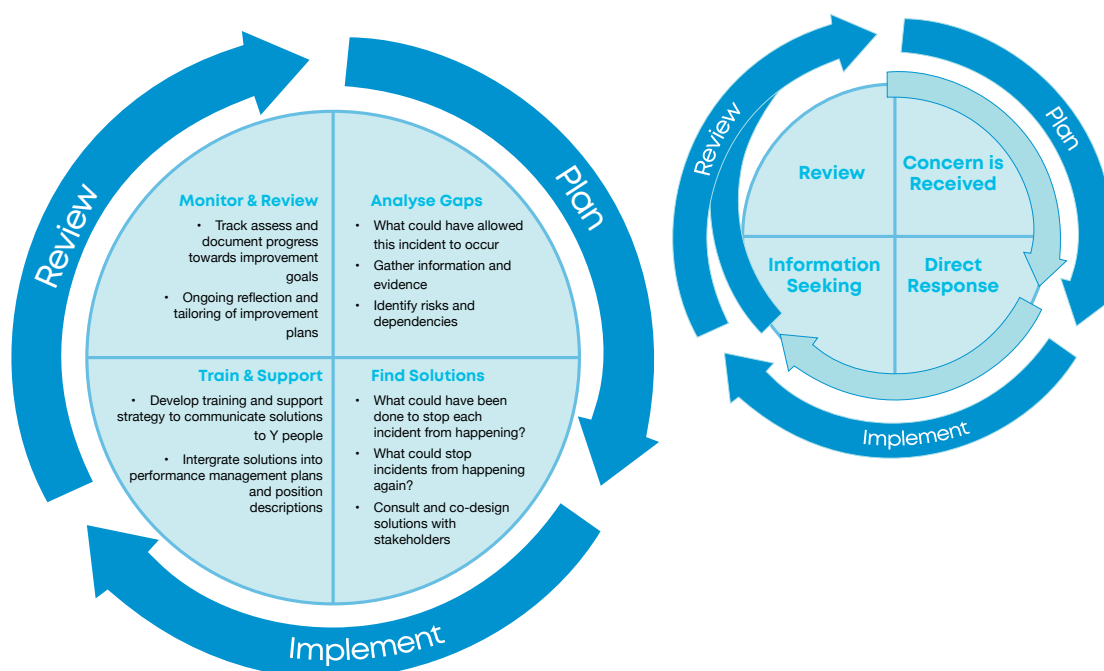 Review
Plan
Implement
Monitor & Review
• Track assess and
document progress
towards improvement
goals
• Ongoing reflection and
tailoring of improvement
plans
Analyse Gaps
• What could have allowed
this incident to occur
• Gather information and
evidence
• Identify risks and
dependencies
Train & Support
• Develop training and support
strategy to communicate solutions
to Y people
• Intergrate solutions into
performance management plans
and position
descriptions
Find Solutions
• What could have been
done to stop each
incident from happening?
• What could stop
incidents from happening
again?
• Consult and co-design
solutions with
stakeholders
Review
Plan
Implement
Review
Concern is
Received
Information
Seeking
Direct
Response